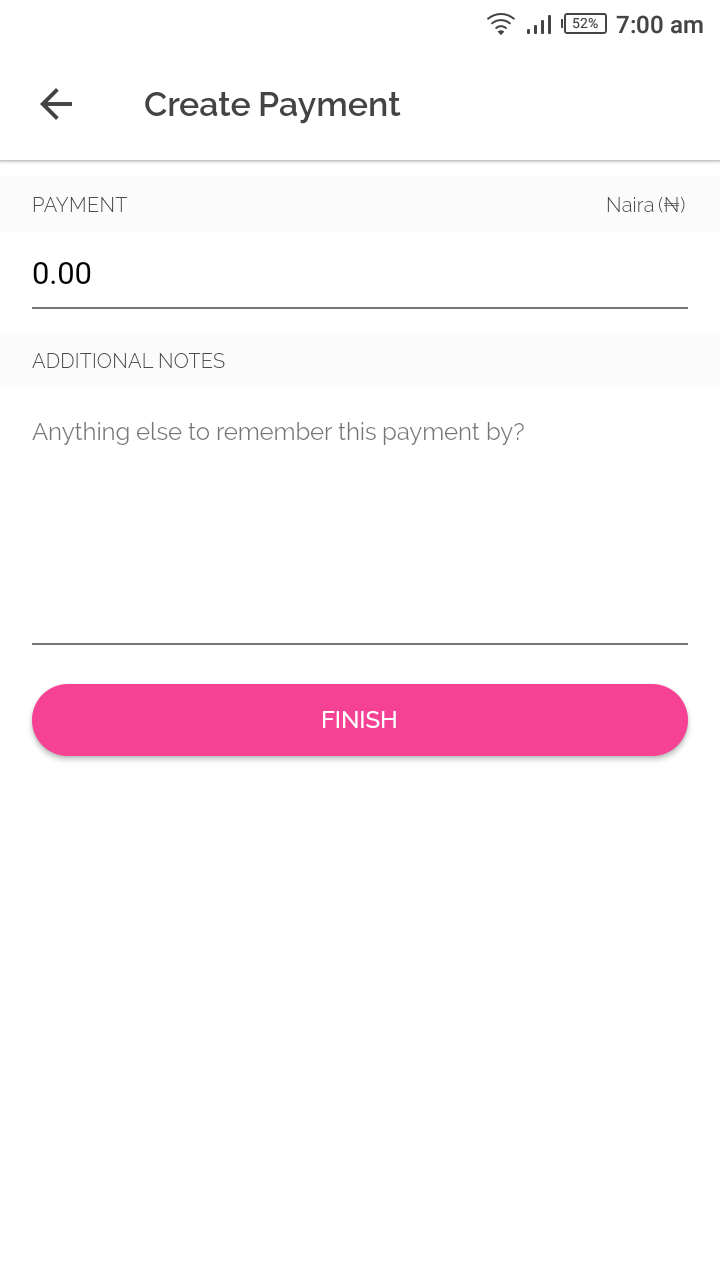 52% 7:00 am
Create Payment
PAYMENT Naira (₦)
0.00
ADDITIONAL NOTES
Anything else to remember this payment by?
FINISH